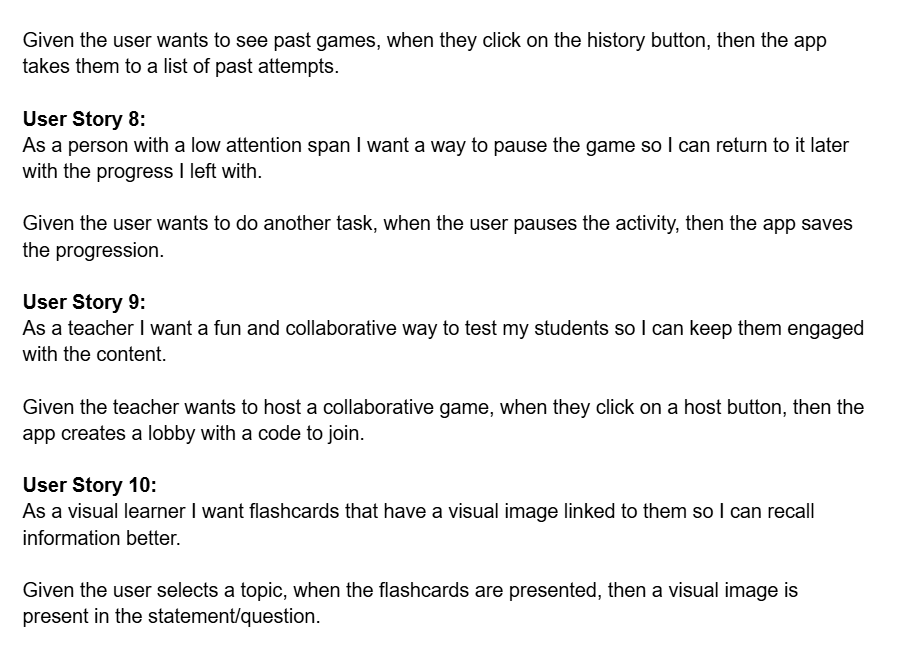 Given the user wants to see past games, when they click on the history button, then the app
takes them to a list of past attempts.
User Story 8:
As a person with a low attention span I want a way to pause the game so I can return to it later
with the progress I left with.
Given the user wants to do another task, when the user pauses the activity, then the app saves
the progression.
User Story 9:
As a teacher I want a fun and collaborative way to test my students so I can keep them engaged
with the content.
Given the teacher wants to host a collaborative game, when they click on a host button, then the
app creates a lobby with a code to join.
User Story 10:
As a visual learner I want flashcards that have a visual image linked to them so I can recall
information better.
Given the user selects a topic, when the flashcards are presented, then a visual image is
present in the statement/question.